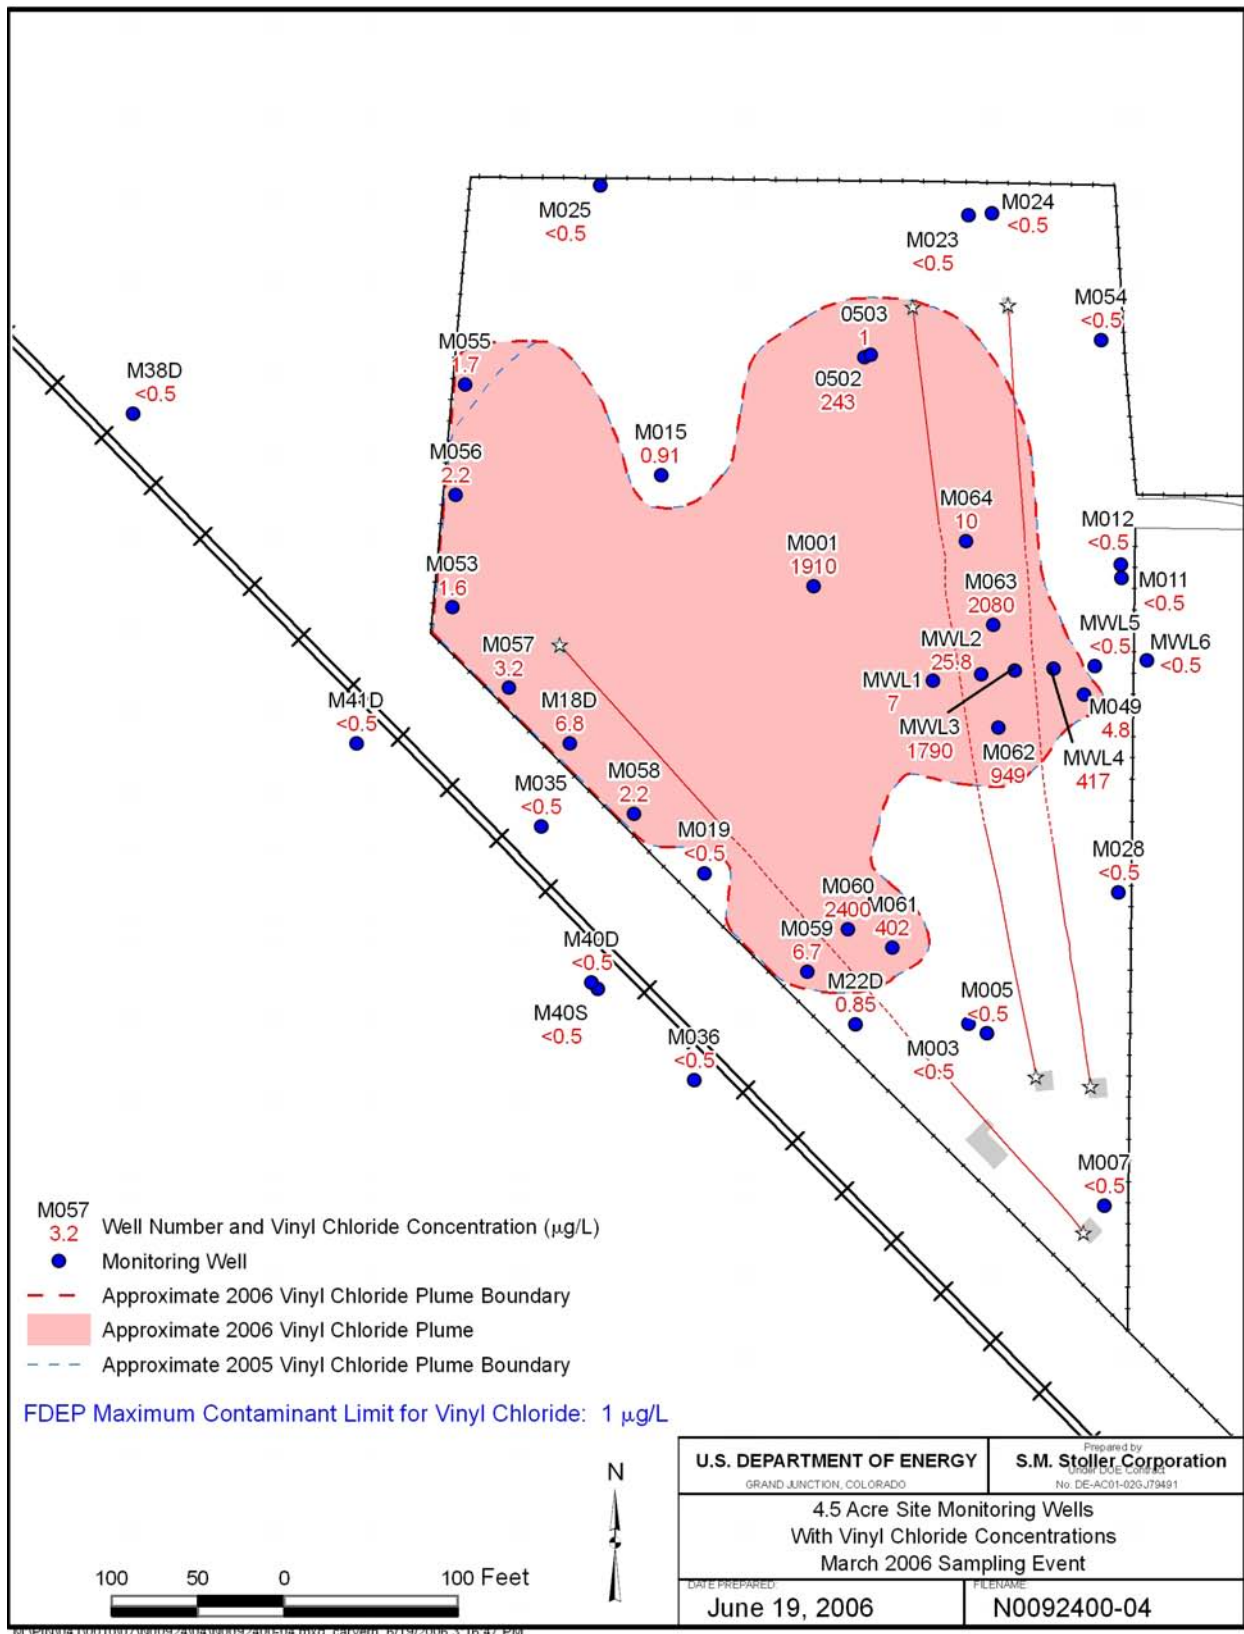 M025
<0.5
M024
<0.5
M023
<0.5
M054
<0.5
0503
1
0502
243
M055
1.7
M38D
<0.5
M015
0.91
M056
2.2
M064
10
M012
<0.5
M001
1910
M053
1.6
M063
2080
M011
<0.5
MWL5
<0.5
MWL6
<0.5
MWL2
25.8
MWL1
7
M057
3.2
M41D
<0.5
M18D
6.8
M049
4.8
MWL3
1790
M062
949
MWL4
417
M035
<0.5
M058
2.2
M019
<0.5
M028
<0.5
M060
2400
M061
402
M059
6.7
M40D
<0.5
M22D
0.85
M40S
<0.5
M005
<0.5
M036
<0.5
M003
<0.5
M007
<0.5
M057
3.2
Well Number and Vinyl Chloride Concentration (μg/L)
Monitoring Well
Approximate 2006 Vinyl Chloride Plume Boundary
Approximate 2006 Vinyl Chloride Plume
Approximate 2005 Vinyl Chloride Plume Boundary
FDEP Maximum Contaminant Limit for Vinyl Chloride: 1 μg/L
N
100 50 0 100 Feet
U.S. DEPARTMENT OF ENERGY
GRAND JUNCTION, COLORADO
Prepared by
S.M. Stoller Corporation
Under DOE Contract
No. DE-AC01-02GJ79491
4.5 Acre Site Monitoring Wells
With Vinyl Chloride Concentrations
March 2006 Sampling Event
DATE PREPARED:
June 19, 2006
FILENAME:
N0092400-04